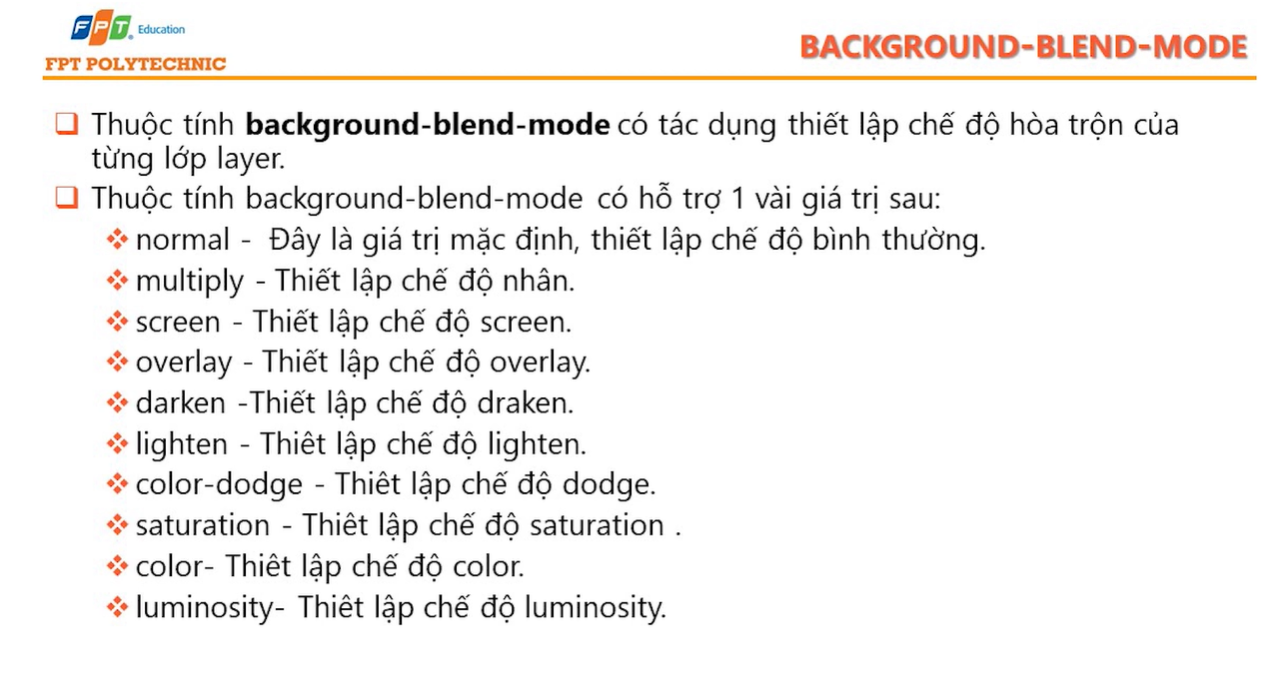 FPT Education
FPT POLYTECHNIC
BACKGROUND-BLEND-MODE
Thuộc tính background-blend-mode có tác dụng thiết lập chế độ hòa trộn của
từng lớp layer.
Thuộc tính background-blend-mode có hỗ trợ 1 vài giá trị sau:
normal - Đây là giá trị mặc định, thiết lập chế độ bình thường.
multiply - Thiết lập chế độ nhân.
screen - Thiết lập chế độ screen.
overlay - Thiết lập chế độ overlay.
darken -Thiết lập chế độ draken.
lighten - Thiêt lập chế độ lighten.
color-dodge - Thiêt lập chế độ dodge.
saturation - Thiêt lập chế độ saturation .
color- Thiêt lập chế độ color.
luminosity- Thiêt lập chế độ luminosity.